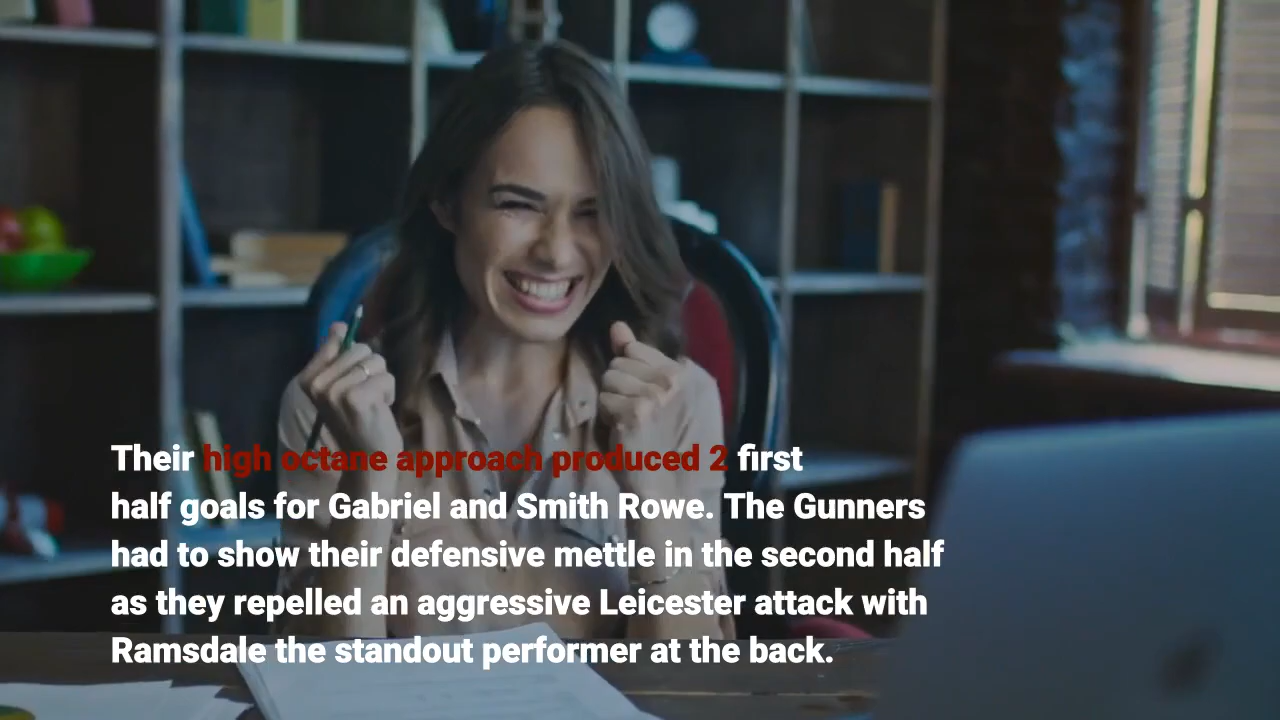 Their high octane approach produced 2 first
half goals for Gabriel and Smith Rowe. The Gunners
had to show their defensive mettle in the second half
as they repelled an aggressive Leicester attack with
Ramsdale the standout performer at the back.